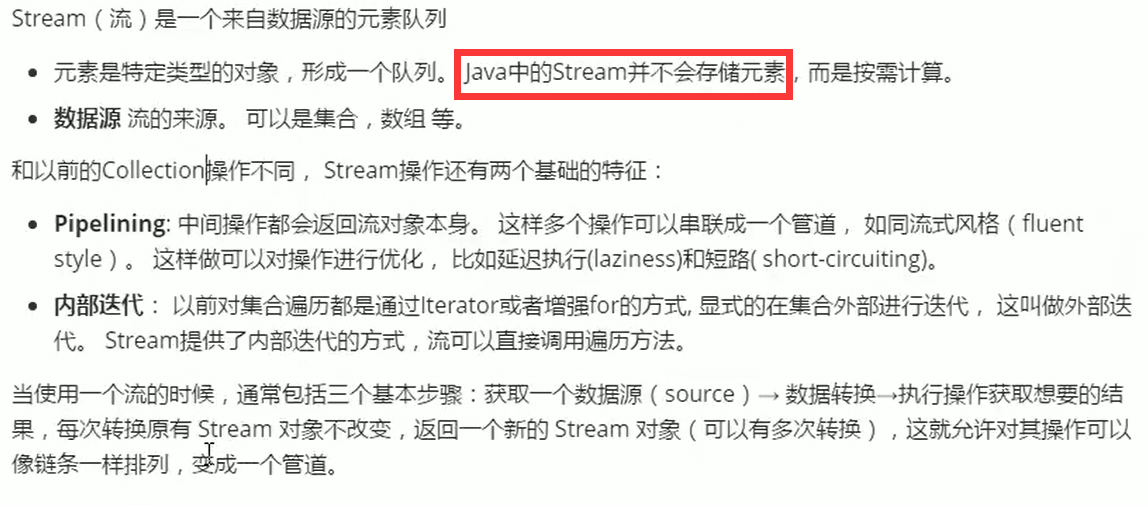 Stream（流）是一个来自数据源的元素队列
元素是特定类型的对象，形成一个队列。 Java中的Stream并不会存储元素，而是按需计算。
数据源 流的来源。 可以是集合，数组 等。
和以前的Collection操作不同， Stream操作还有两个基础的特征：
Pipelining: 中间操作都会返回流对象本身。 这样多个操作可以串联成一个管道， 如同流式风格（fluent
style）。 这样做可以对操作进行优化， 比如延迟执行(laziness)和短路( short-circuiting)。
内部迭代： 以前对集合遍历都是通过Iterator或者增强for的方式, 显式的在集合外部进行迭代， 这叫做外部迭
代。 Stream提供了内部迭代的方式，流可以直接调用遍历方法。
当使用一个流的时候，通常包括三个基本步骤：获取一个数据源（source）→ 数据转换→执行操作获取想要的结
果，每次转换原有 Stream 对象不改变，返回一个新的 Stream 对象（可以有多次转换），这就允许对其操作可以
像链条一样排列，变成一个管道。